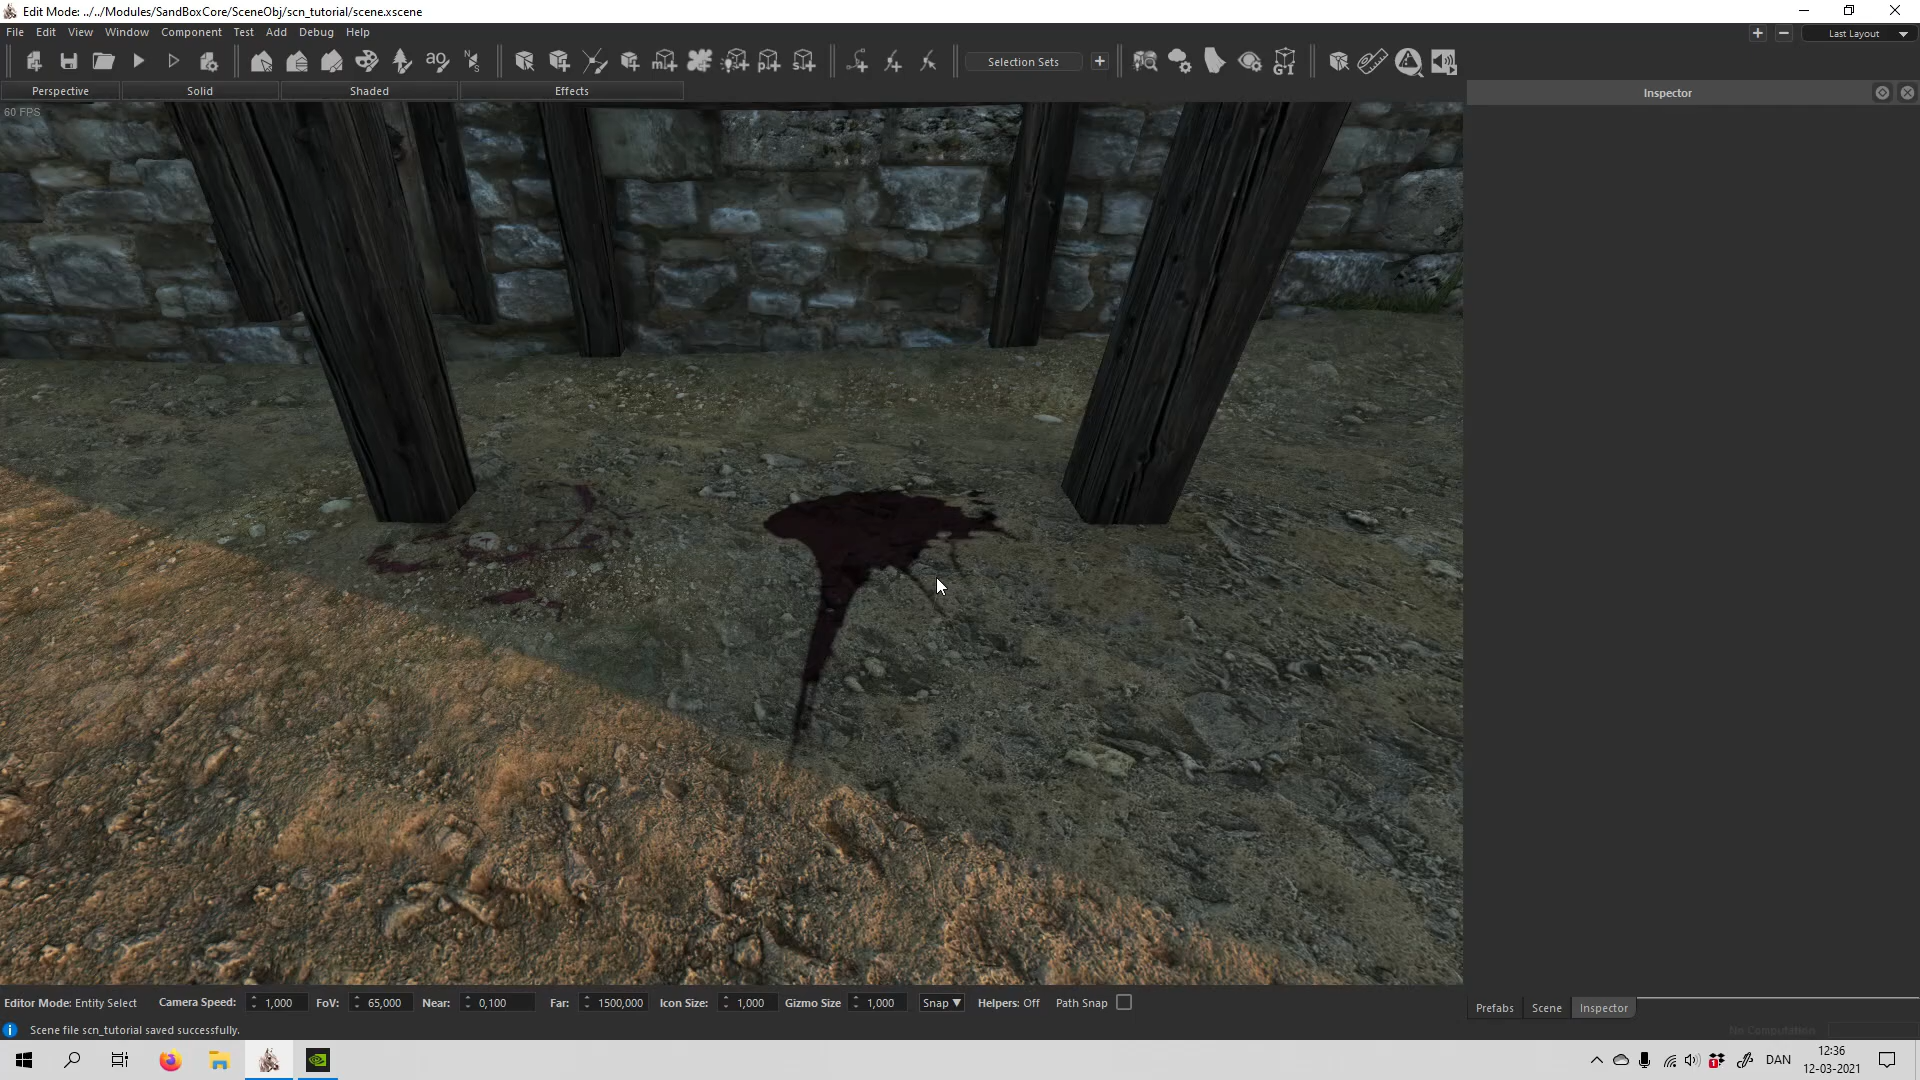 Edit Mode: ../../Modules/SandBoxCore/SceneObj/scn_tutorial/scene.xscene
File Edit View Window Component Test Add Debug Help
Last Layout
Selection Sets
Perspective Solid Shaded Effects
Inspector
60 FPS
Editor Mode: Entity Select Camera Speed: 1,000 FoV: 65,000 Near: 0,100 Far: 1500,000 Icon Size: 1,000 Gizmo Size 1,000 Snap Helpers: Off Path Snap
Prefabs Scene Inspector
Scene file scn_tutorial saved successfully.
No Computation
DAN
12:36
12-03-2021